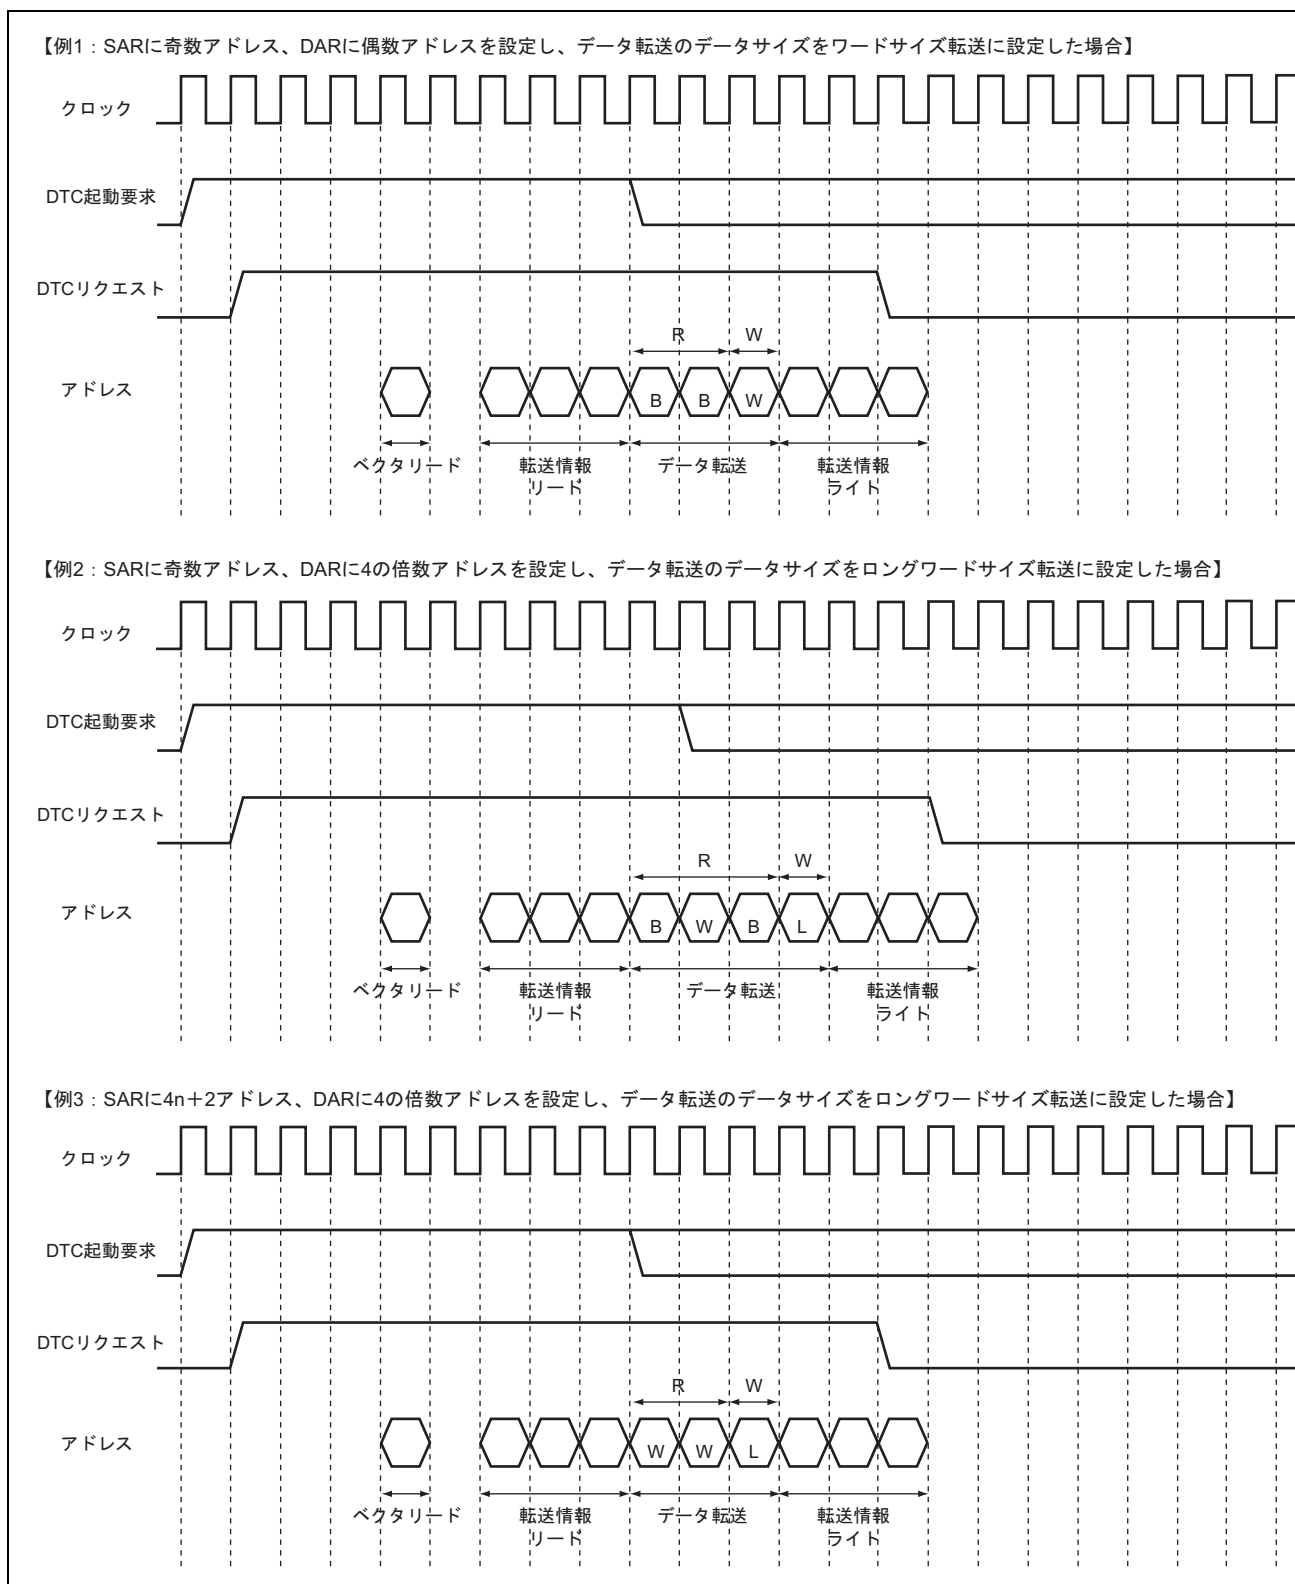 【例1：SARに奇数アドレス、DARに偶数アドレスを設定し、データ転送のデータサイズをワードサイズ転送に設定した場合】
クロック
DTC起動要求
DTCリクエスト
R W
アドレス
B B W
ベクタリード 転送情報 データ転送 転送情報
リード ライト
【例2：SARに奇数アドレス、DARに4の倍数アドレスを設定し、データ転送のデータサイズをロングワードサイズ転送に設定した場合】
クロック
DTC起動要求
DTCリクエスト
R W
アドレス
B W B L
ベクタリード 転送情報 データ転送 転送情報
リード ライト
【例3：SARに4n＋2アドレス、DARに4の倍数アドレスを設定し、データ転送のデータサイズをロングワードサイズ転送に設定した場合】
クロック
DTC起動要求
DTCリクエスト
R W
アドレス
W W L
ベクタリード 転送情報 データ転送 転送情報
リード ライト